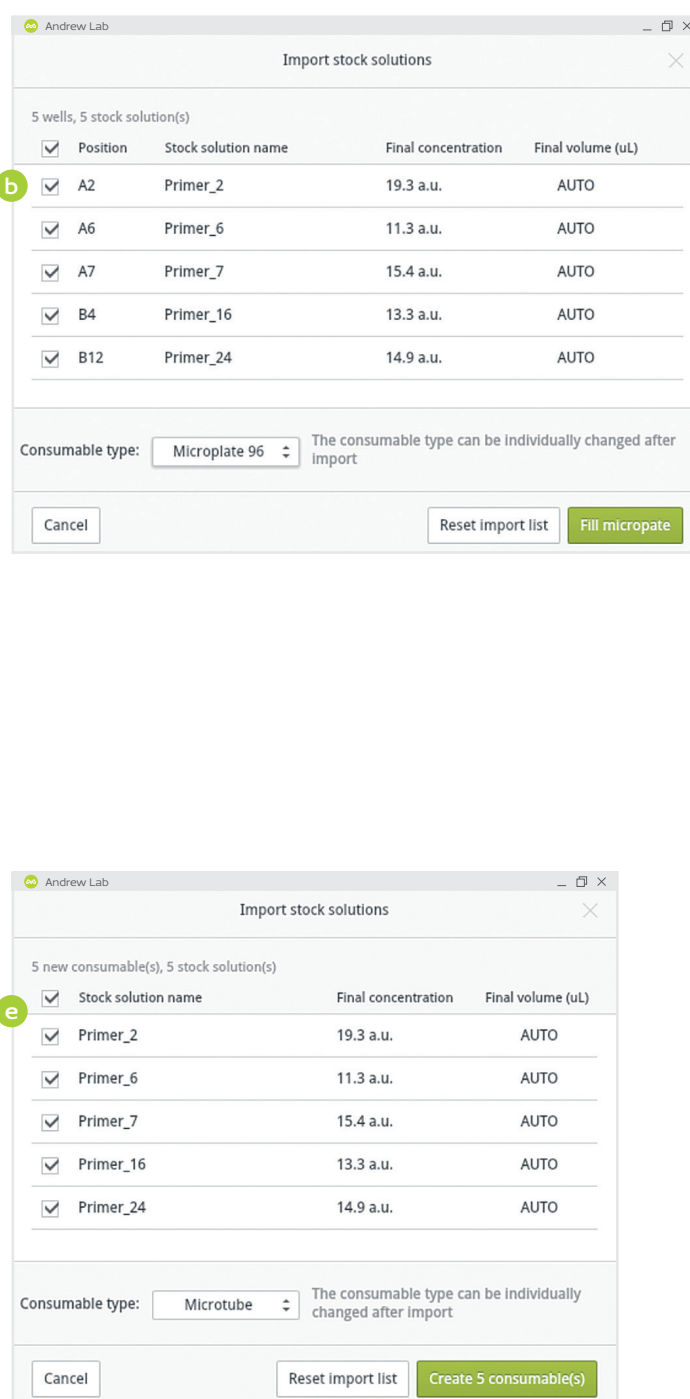 Andrew Lab
Import stock solutions
5 wells, 5 stock solution(s)
Position Stock solution name Final concentration Final volume (uL)
b
A2 Primer_2 19.3 a.u. AUTO
A6 Primer_6 11.3 a.u. AUTO
A7 Primer_7 15.4 a.u. AUTO
B4 Primer_16 13.3 a.u. AUTO
B12 Primer_24 14.9 a.u. AUTO
Consumable type: Microplate 96 The consumable type can be individually changed after
import
Cancel Reset import list Fill micropate
Andrew Lab
Import stock solutions
5 new consumable(s), 5 stock solution(s)
Stock solution name Final concentration Final volume (uL)
e
Primer_2 19.3 a.u. AUTO
Primer_6 11.3 a.u. AUTO
Primer_7 15.4 a.u. AUTO
Primer_16 13.3 a.u. AUTO
Primer_24 14.9 a.u. AUTO
Consumable type: Microtube The consumable type can be individually
changed after import
Cancel Reset import list Create 5 consumable(s)